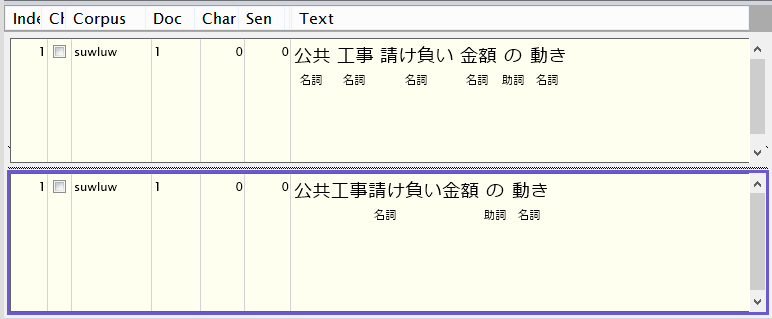 Inde Ch Corpus Doc Char Sen Text
1 suwluw 1 0 0 公共 工事 請け負い 金額 の 動き
名詞 名詞 名詞 名詞 助詞 名詞
1 suwluw 1 0 0 公共工事請け負い金額 の 動き
名詞 助詞 名詞